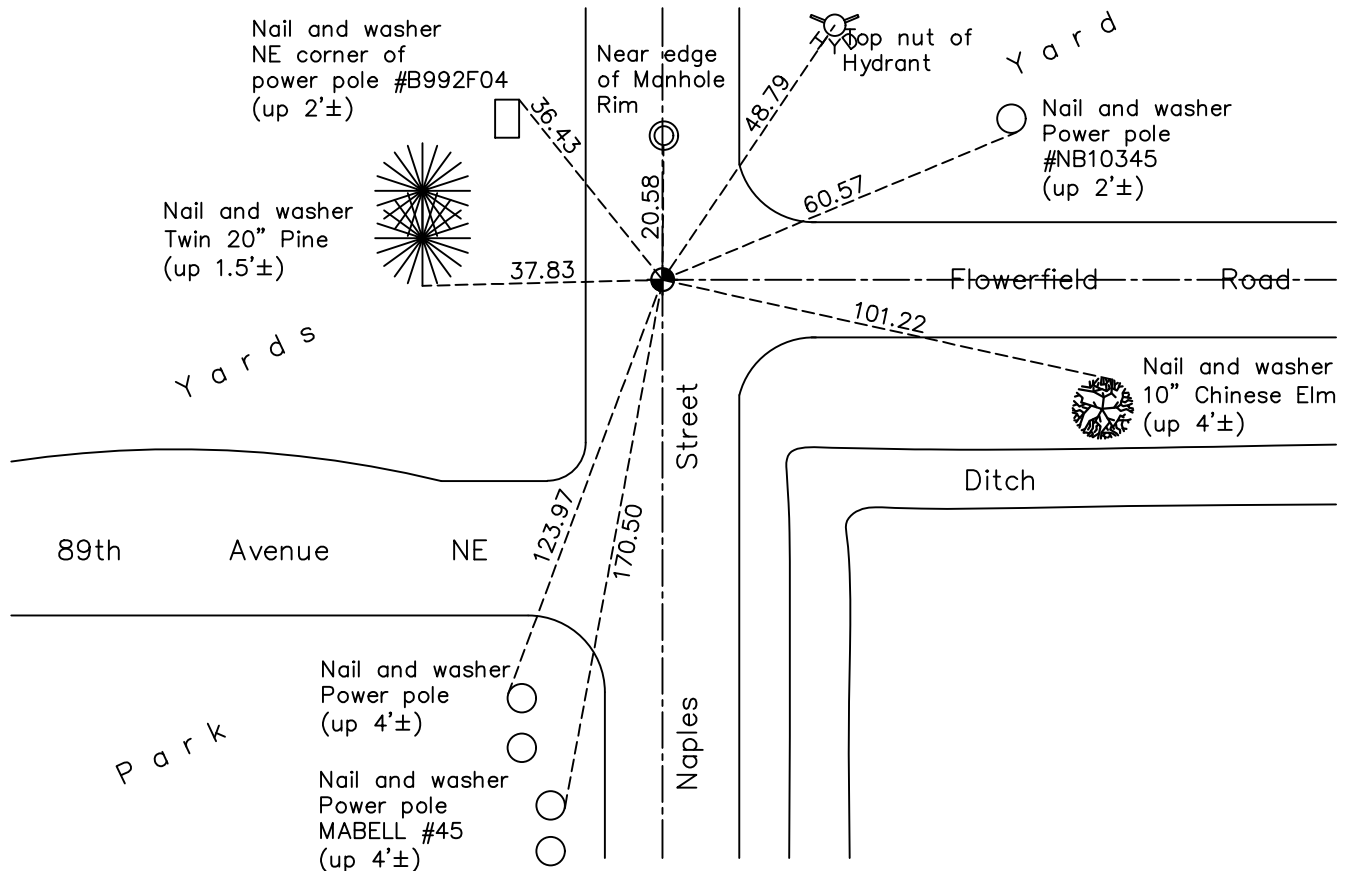 Nail and washer
NE corner of
power pole #B992F04
(up 2'±)
36.43
Near edge
of Manhole
Rim
20.58
48.79
Top nut of
Hydrant
Yard
Nail and washer
Power pole
#NB10345
(up 2'±)
60.57
Nail and washer
Twin 20" Pine
(up 1.5'±)
37.83
Flowerfield Road
101.22
Nail and washer
10" Chinese Elm
(up 4'±)
Yards
Street
Ditch
89th Avenue NE
123.97
170.50
Nail and washer
Power pole
(up 4'±)
Naples
Park
Nail and washer
Power pole
MABELL #45
(up 4'±)